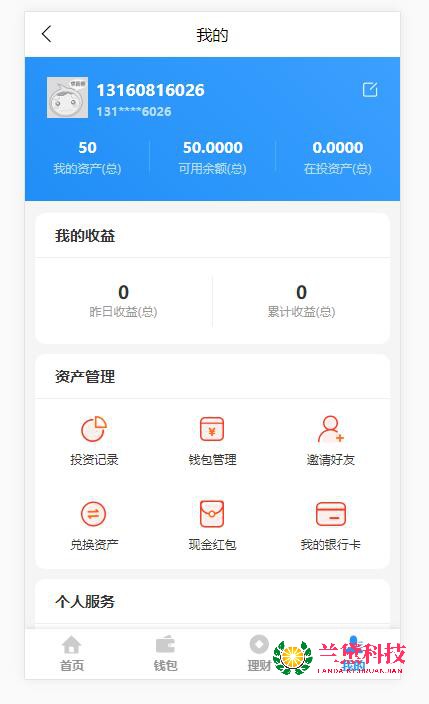 我的
13160816026
131****6026
50 50.0000 0.0000
我的资产(总) 可用余额(总) 在投资产(总)
我的收益
0 0
昨日收益(总) 累计收益(总)
资产管理
投资记录 钱包管理 邀请好友
兑换资产 现金红包 我的银行卡
个人服务
首页 钱包 理财 我的
兰堡科技